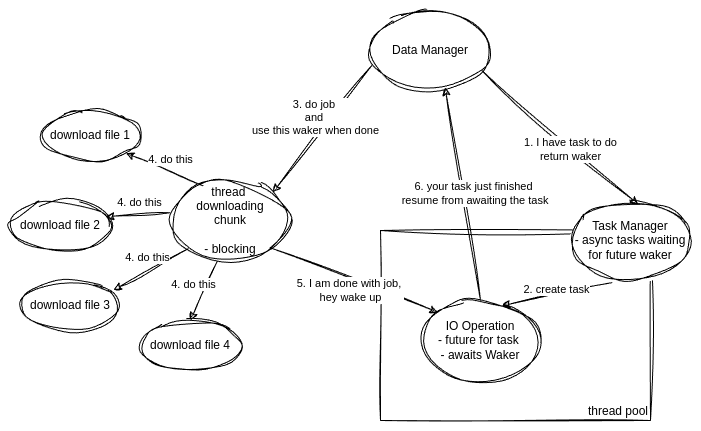 Data Manager
3. do job
and
use this waker when done
1. I have task to do
return waker
download file 1
4. do this
thread
downloading
chunk
- blocking
4. do this
download file 2
6. your task just finished
resume from awaiting the task
Task Manager
- async tasks waiting
for future waker
4. do this
4. do this
5. I am done with job,
hey wake up
2. create task
download file 3
IO Operation
- future for task
- awaits Waker
download file 4
thread pool